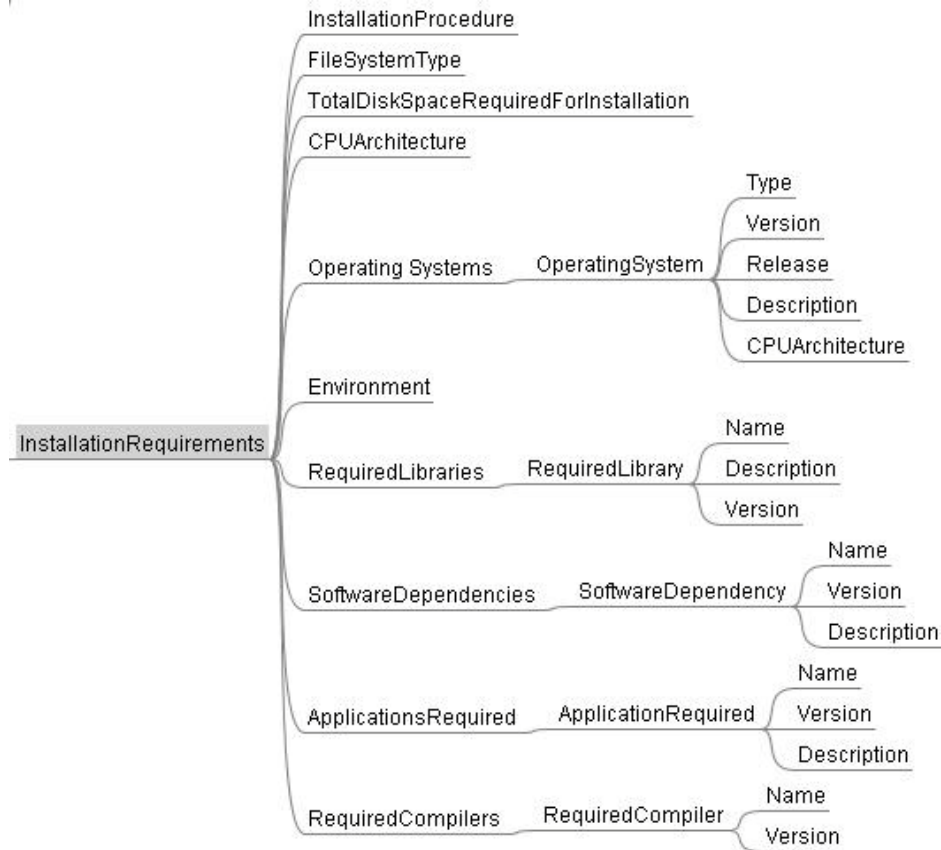 InstallationProcedure
FileSystemType
TotalDiskSpaceRequiredForInstallation
CPUArchitecture
Type
Version
Operating Systems
OperatingSystem
Release
Description
CPUArchitecture
Environment
InstallationRequirements
Name
RequiredLibraries
RequiredLibrary
Description
Version
Name
SoftwareDependencies
SoftwareDependency
Version
Description
Name
ApplicationsRequired
ApplicationRequired
Version
Description
Name
RequiredCompilers
RequiredCompiler
Version